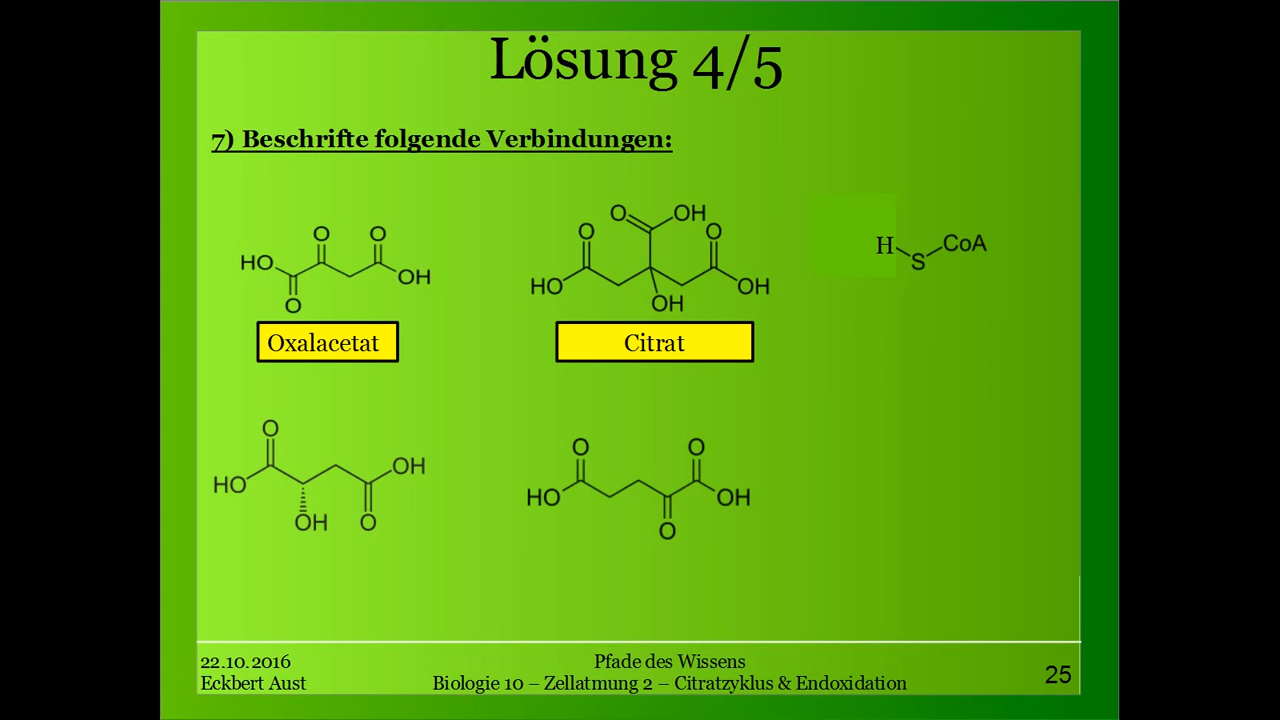 Lösung 4/5
7) Beschrifte folgende Verbindungen:
O OH
O O
HO OH
OH
O O
HO
OH
O
H S CoA
Oxalacetat
Citrat
O
OH
HO
OH O
O O
HO OH
O
22.10.2016
Eckbert Aust
Pfade des Wissens
Biologie 10 – Zellatmung 2 – Citratzyklus & Endoxidation
25